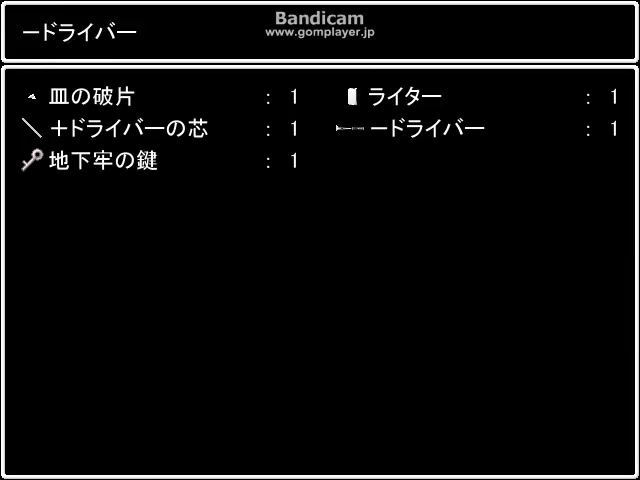 Bandicam
www.gomplayer.jp
ードライバー
皿の破片 : 1 ライター : 1
+ドライバーの芯 : 1 ードライバー : 1
地下牢の鍵 : 1